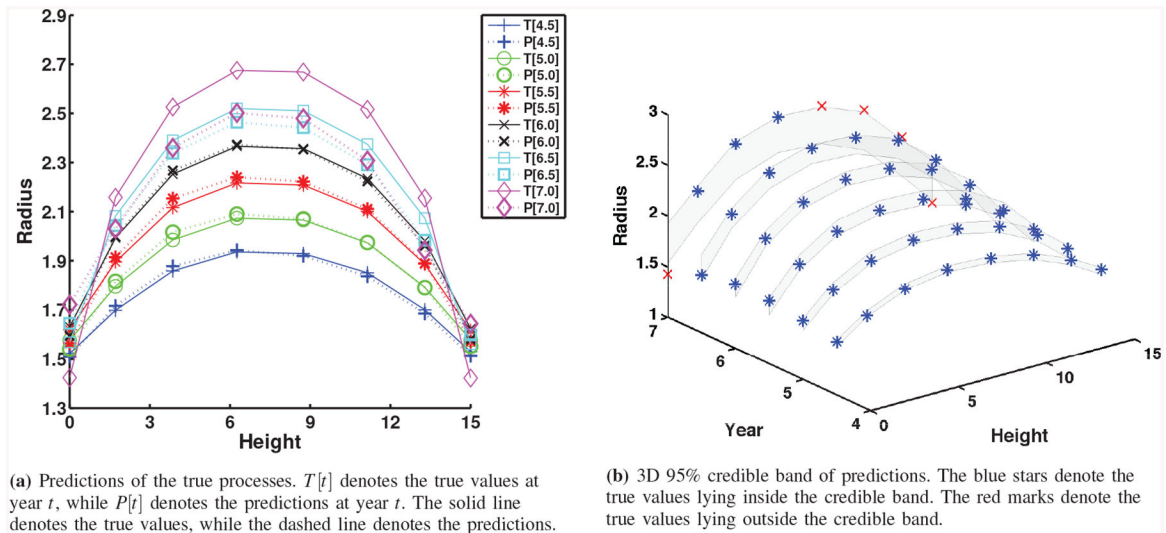 2.9
2.7
2.5
2.3
2.1
1.9
1.7
1.5
1.3
Radius
0 3 6 9 12 15
Height
T[4.5]
P[4.5]
T[5.0]
P[5.0]
T[5.5]
P[5.5]
T[6.0]
P[6.0]
T[6.5]
P[6.5]
T[7.0]
P[7.0]
(a) Predictions of the true processes. T[t] denotes the true values at
year t, while P[t] denotes the predictions at year t. The solid line
denotes the true values, while the dashed line denotes the predictions.
3
2.5
2
1.5
1
Radius
7
6
5
4
Year
0
5
10
15
Height
(b) 3D 95% credible band of predictions. The blue stars denote the
true values lying inside the credible band. The red marks denote the
true values lying outside the credible band.